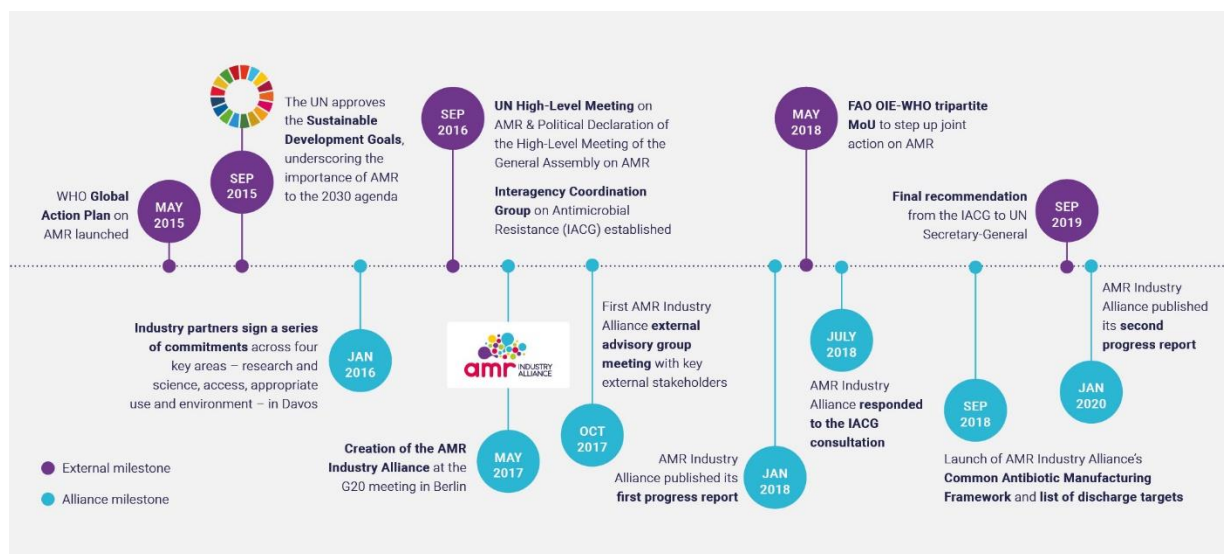 WHO Global
Action Plan on
AMR launched
MAY
2015
SEP
2015
The UN approves
the Sustainable
Development Goals,
underscoring the
importance of AMR
to the 2030 agenda
SEP
2016
UN High-Level Meeting on
AMR & Political Declaration of
the High-Level Meeting of the
General Assembly on AMR
Interagency Coordination
Group on Antimicrobial
Resistance (IACG) established
MAY
2018
FAO OIE-WHO tripartite
MoU to step up joint
action on AMR
Final recommendation
from the IACG to UN
Secretary-General
SEP
2019
Industry partners sign a series
of commitments across four
key areas – research and
science, access, appropriate
use and environment – in Davos
JAN
2016
amr INDUSTRY
ALLIANCE
Creation of the AMR
Industry Alliance at the
G20 meeting in Berlin
MAY
2017
First AMR Industry
Alliance external
advisory group
meeting with key
external stakeholders
OCT
2017
AMR Industry
Alliance published its
first progress report
JAN
2018
JULY
2018
AMR Industry
Alliance responded
to the IACG
consultation
SEP
2018
Launch of AMR Industry Alliance's
Common Antibiotic Manufacturing
Framework and list of discharge targets
AMR Industry
Alliance published
its second
progress report
JAN
2020
External milestone
Alliance milestone